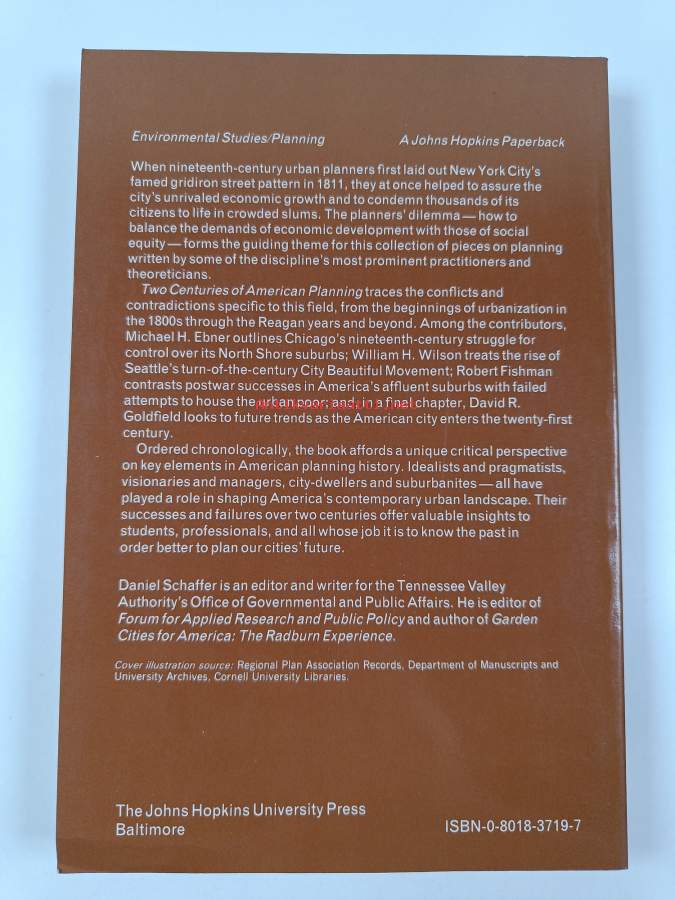 Environmental Studies/Planning
A Johns Hopkins Paperback
When nineteenth-century urban planners first laid out New York City's
famed gridiron street pattern in 1811, they at once helped to assure the
city's unrivaled economic growth and to condemn thousands of its
citizens to life in crowded slums. The planners' dilemma — how to
balance the demands of economic development with those of social
equity — forms the guiding theme for this collection of pieces on planning
written by some of the discipline's most prominent practitioners and
theoreticians.
Two Centuries of American Planning traces the conflicts and
contradictions specific to this field, from the beginnings of urbanization in
the 1800s through the Reagan years and beyond. Among the contributors,
Michael H. Ebner outlines Chicago's nineteenth-century struggle for
control over its North Shore suburbs; William H. Wilson treats the rise of
Seattle's turn-of-the-century City Beautiful Movement; Robert Fishman
contrasts postwar successes in America's affluent suburbs with failed
attempts to house the urban poor; and, in a final chapter, David R.
Goldfield looks to future trends as the American city enters the twenty-first
century.
Ordered chronologically, the book affords a unique critical perspective
on key elements in American planning history. Idealists and pragmatists,
visionaries and managers, city-dwellers and suburbanites — all have
played a role in shaping America's contemporary urban landscape. Their
successes and failures over two centuries offer valuable insights to
students, professionals, and all whose job it is to know the past in
order better to plan our cities' future.
Daniel Schaffer is an editor and writer for the Tennessee Valley
Authority's Office of Governmental and Public Affairs. He is editor of
Forum for Applied Research and Public Policy and author of Garden
Cities for America: The Radburn Experience.
Cover illustration source: Regional Plan Association Records, Department of Manuscripts and
University Archives, Cornell University Libraries.
The Johns Hopkins University Press
Baltimore
ISBN-0-8018-3719-7